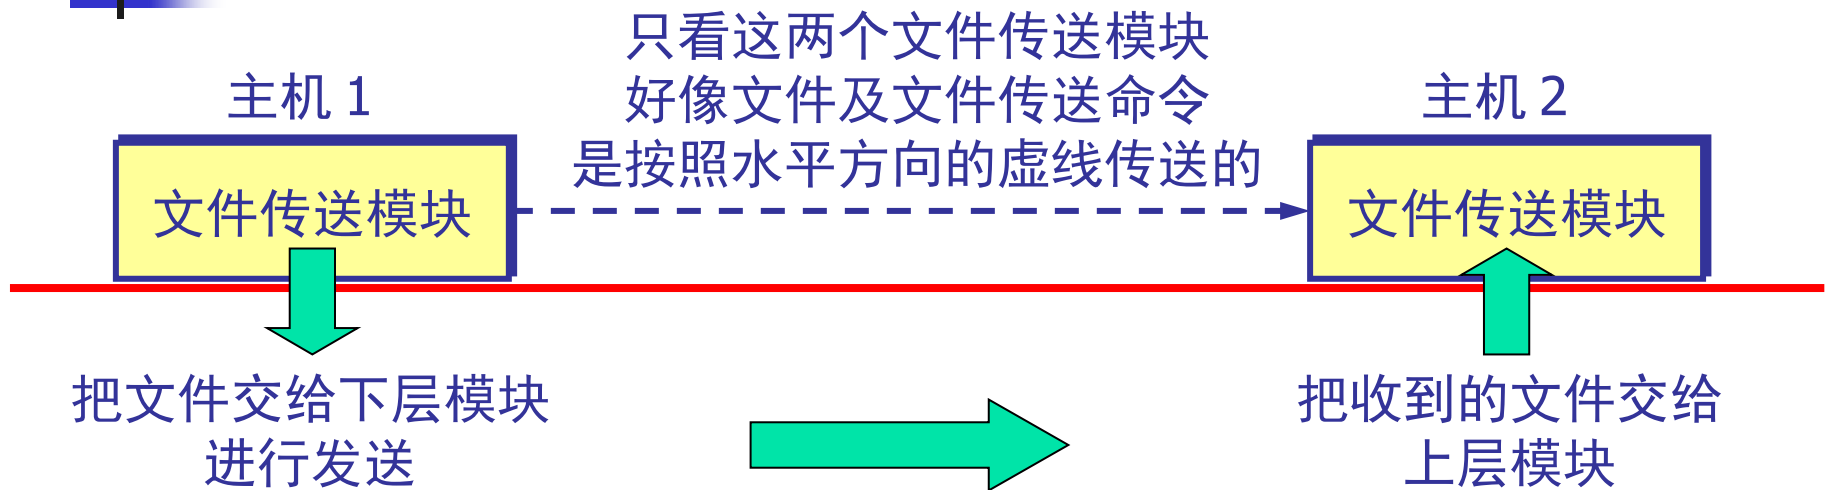 只看这两个文件传送模块
好像文件及文件传送命令
是按照水平方向的虚线传送的
主机 1
主机 2
文件传送模块
文件传送模块
把文件交给下层模块
进行发送
把收到的文件交给
上层模块